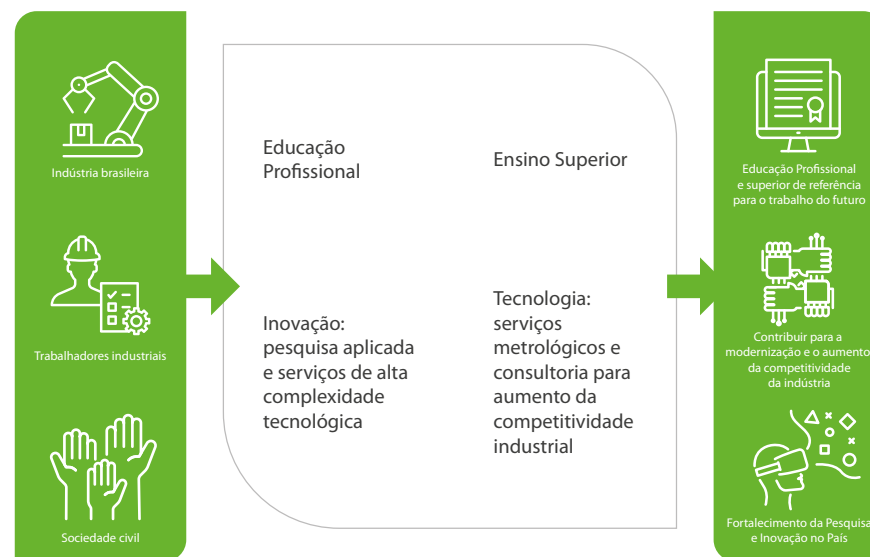 Indústria brasileira
Trabalhadores industriais
Sociedade civil
Educação
Profissional
Ensino Superior
Inovação:
pesquisa aplicada
e serviços de alta
complexidade
tecnológica
Tecnologia:
serviços
metrológicos e
consultoria para
aumento da
competitividade
industrial
Educação Profissional
e superior de referência
para o trabalho do futuro
Contribuir para a
modernização e o aumento
da competitividade
da indústria
Fortalecimento da Pesquisa
e Inovação no País